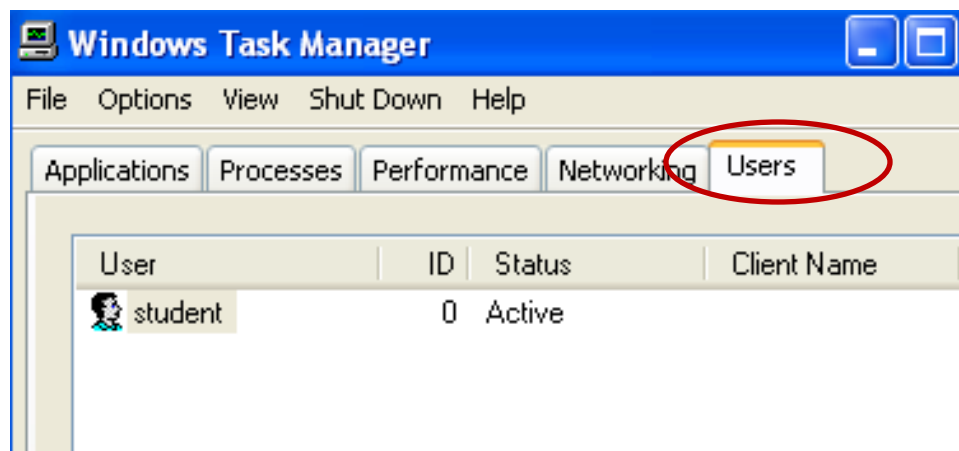 Windows Task Manager
File Options View Shut Down Help
Applications Processes Performance Networking Users
User ID Status Client Name
student 0 Active